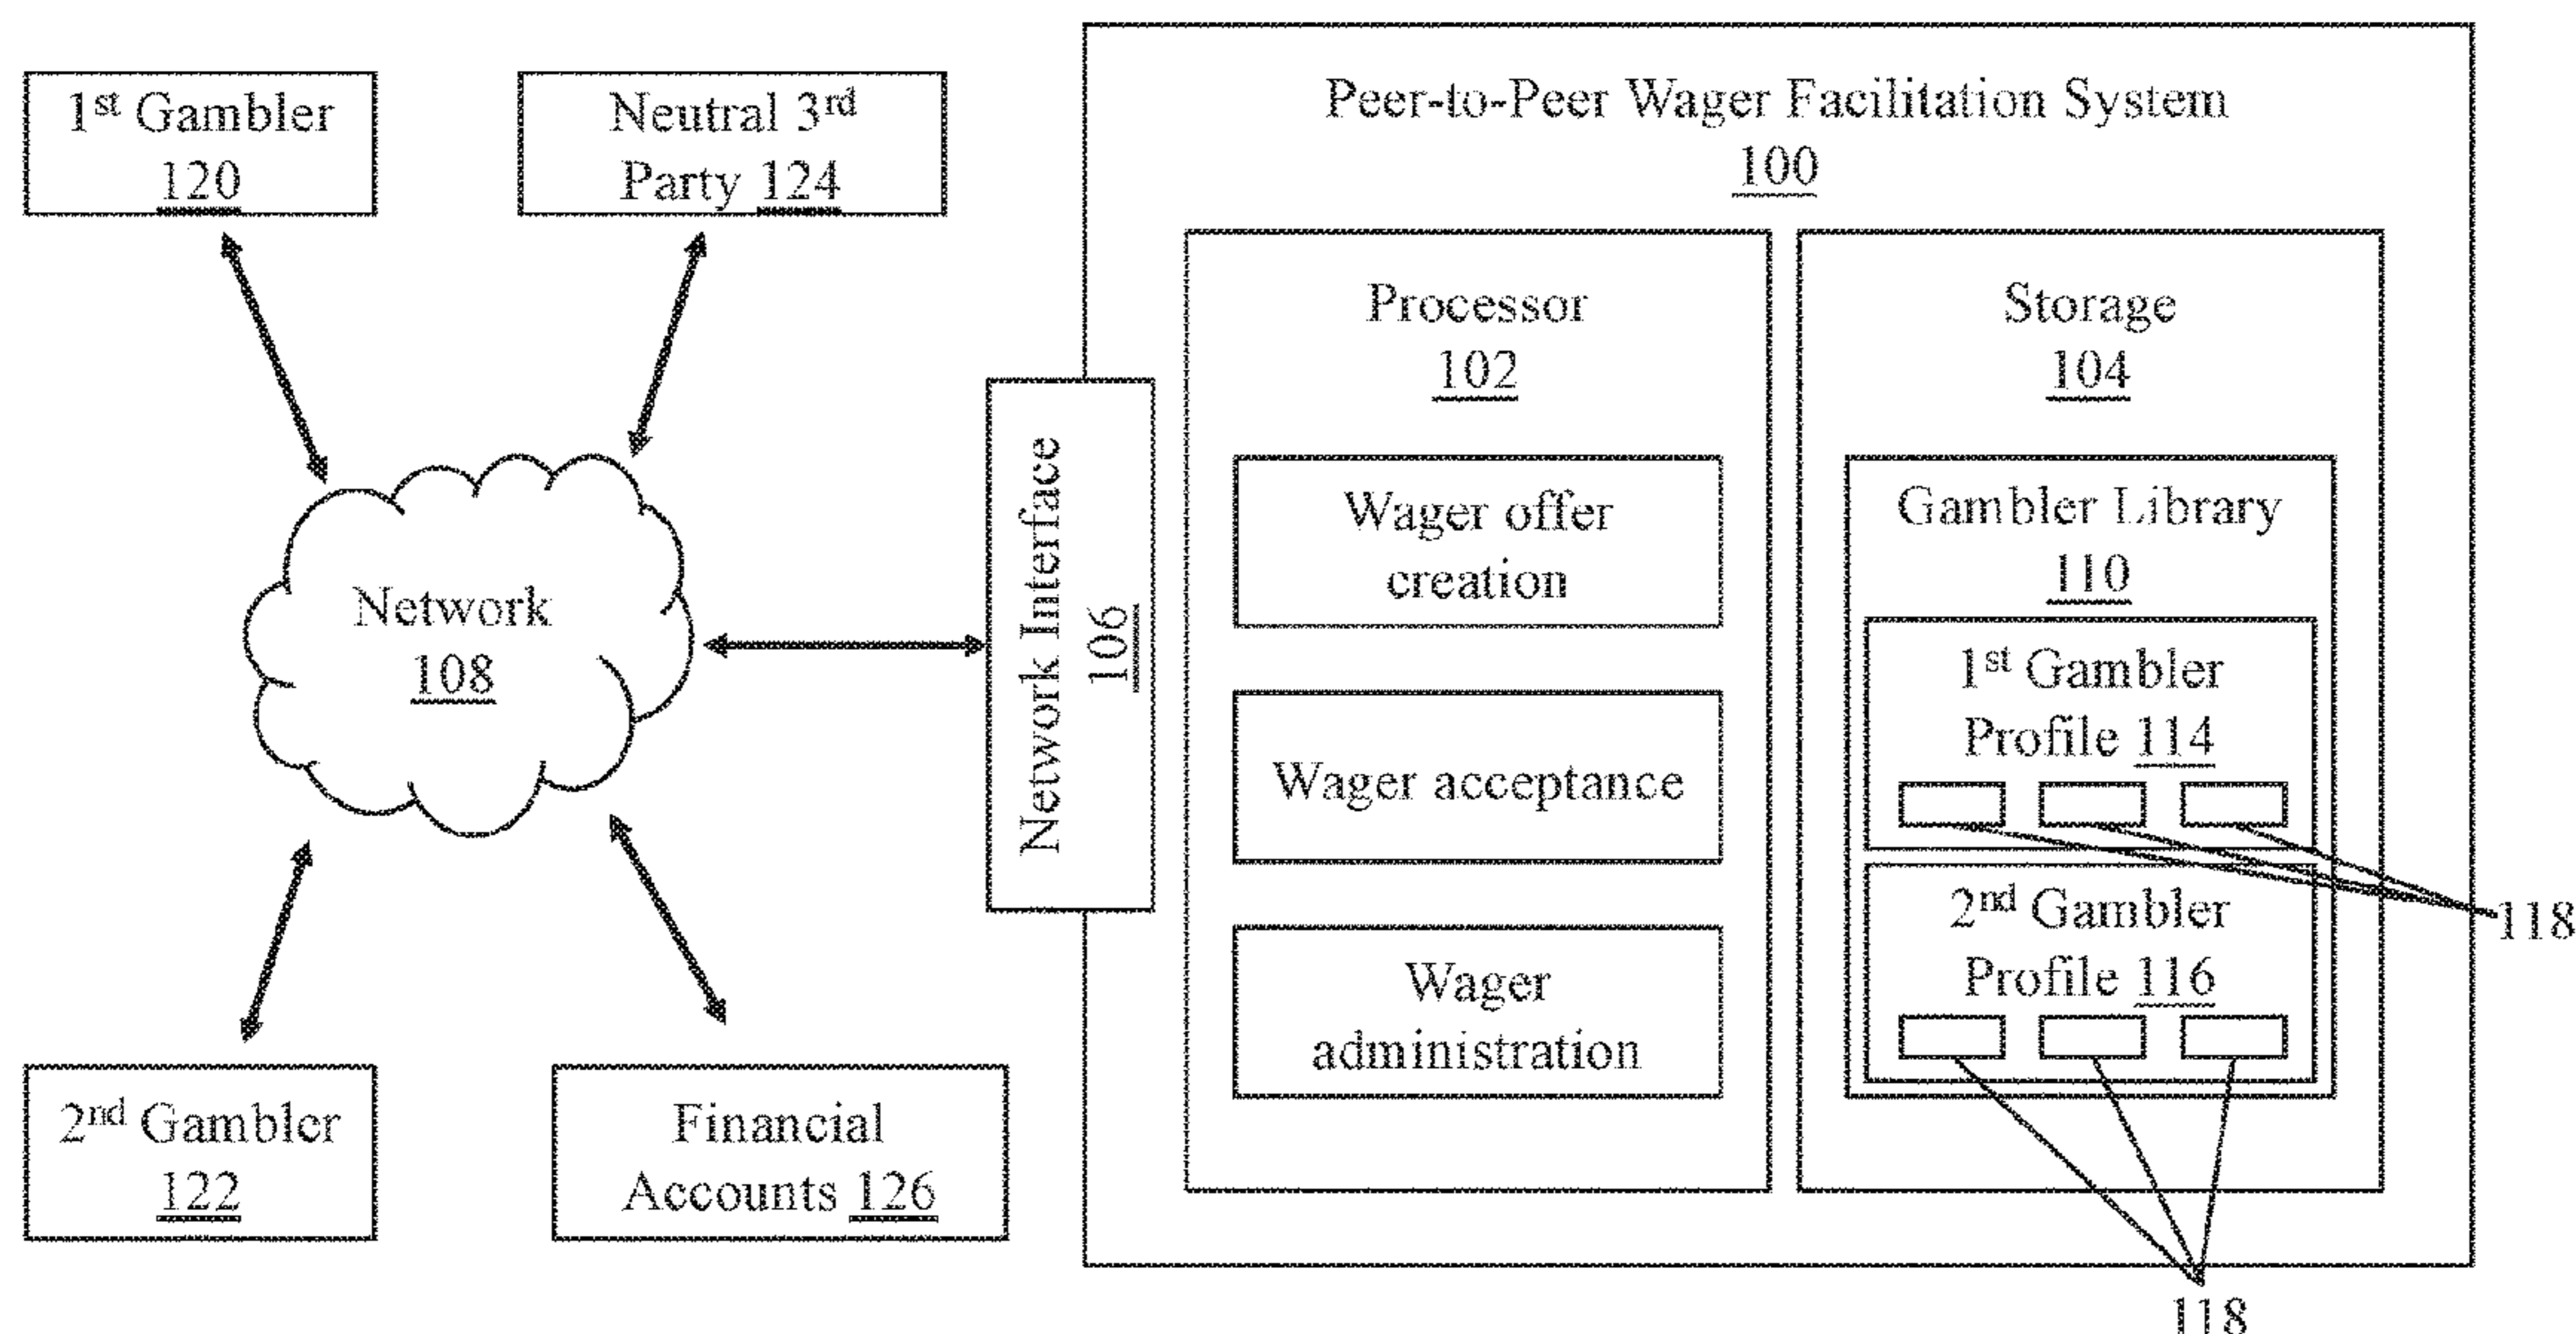 1st Gambler
120
Neutral 3rd
Party 124
Peer-to-Peer Wager Facilitation System
100
Processor
102
Storage
104
Wager offer
creation
Gambler Library
110
Network
108
Network Interface
106
1st Gambler
Profile 114
Wager acceptance
118
2nd Gambler
Profile 116
Wager
administration
2nd Gambler
122
Financial
Accounts 126
118